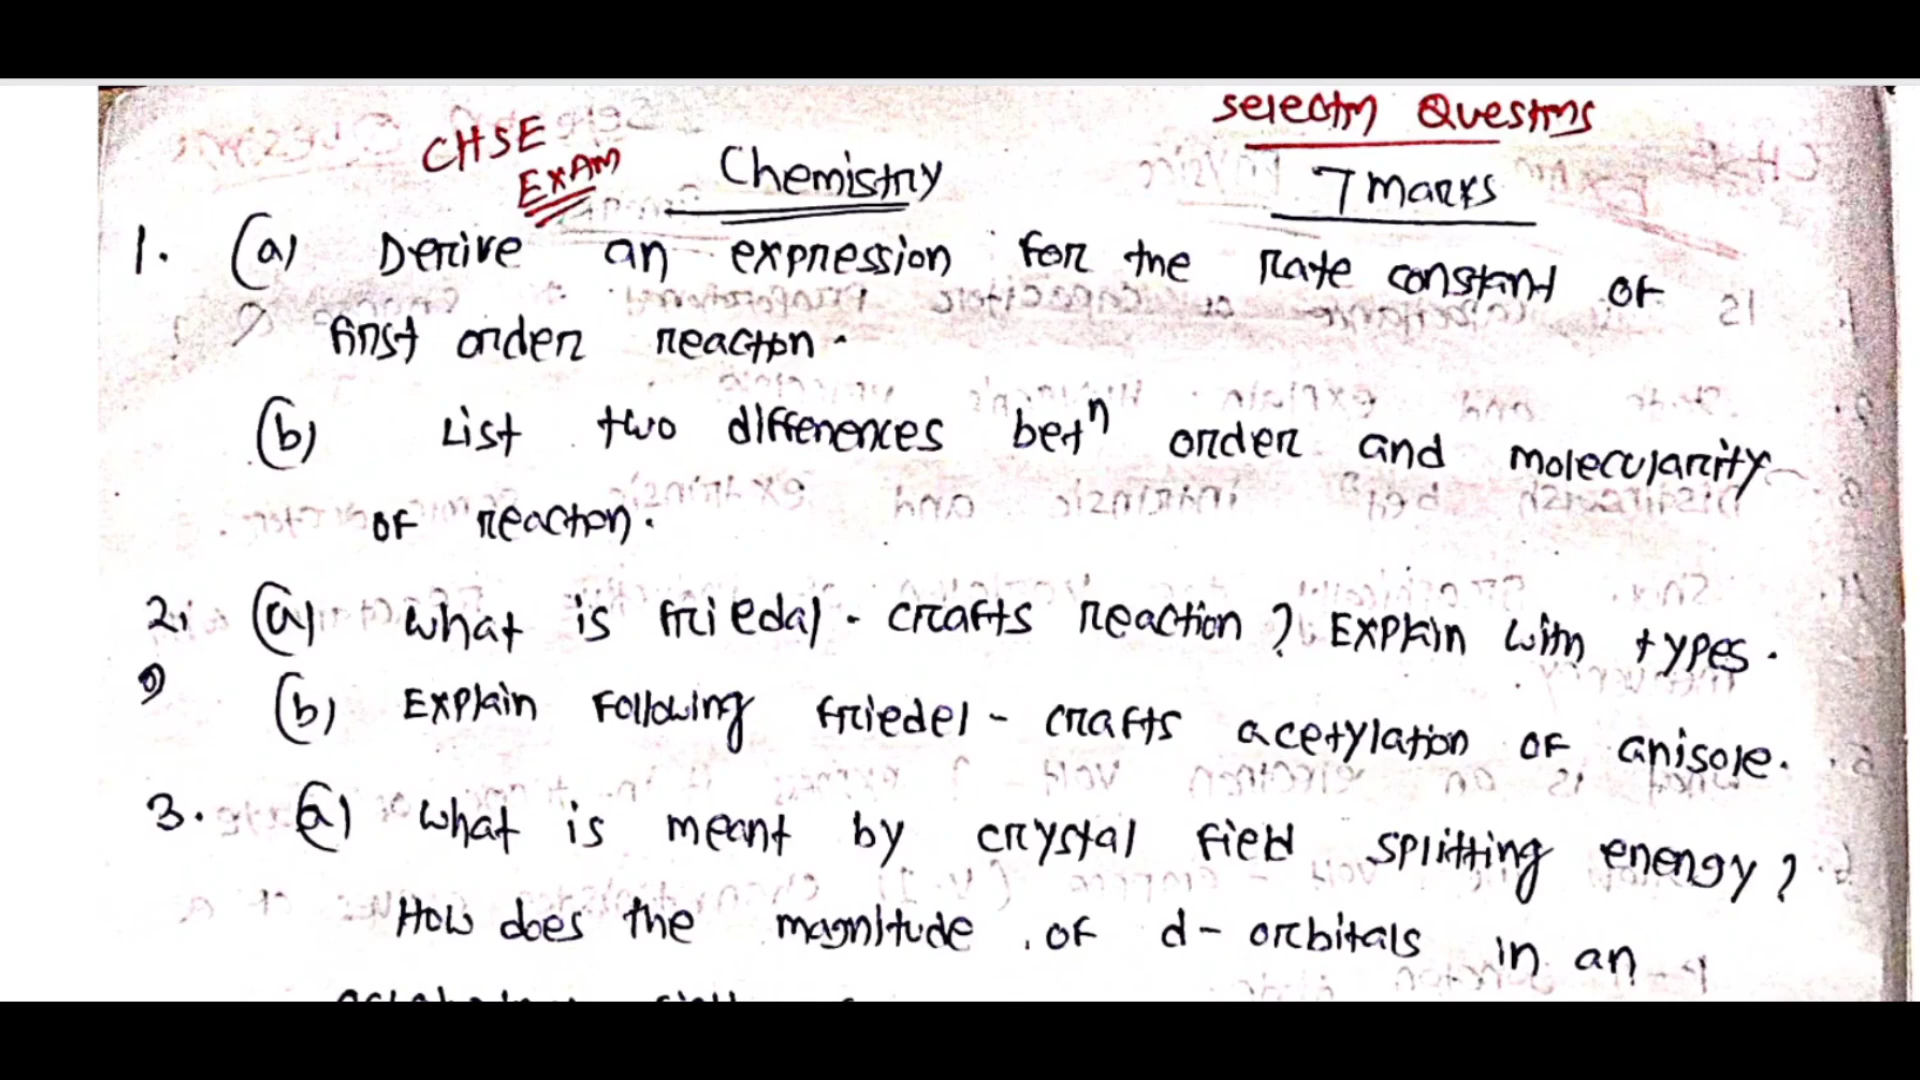 selectn Questns
CHSE
EXAM
Chemistry
7 marks
1. (a) Derive an expression for the rate constant of
first order reaction.
(b) List two differences betⁿ order and molecularity
of reacton.
2. (a) what is friedal - crafts reaction ? Explain with types.
(b) Explain following friedel - crafts acetylation of anisole.
3. (a) what is meant by crystal field splitting energy ?
How does the magnitude of d - orbitals in an